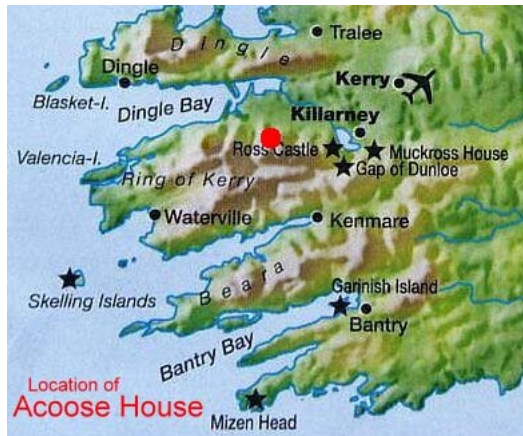 Tralee
Dingle
Dingle
Kerry
Blasket-I.
Dingle Bay
Killarney
Valencia-I.
Ross Castle
Muckross House
Gap of Dunloe
Ring of Kerry
Waterville
Kenmare
Beara
Skelling Islands
Garinish Island
Bantry
Bantry Bay
Location of
Acoose House
Mizen Head